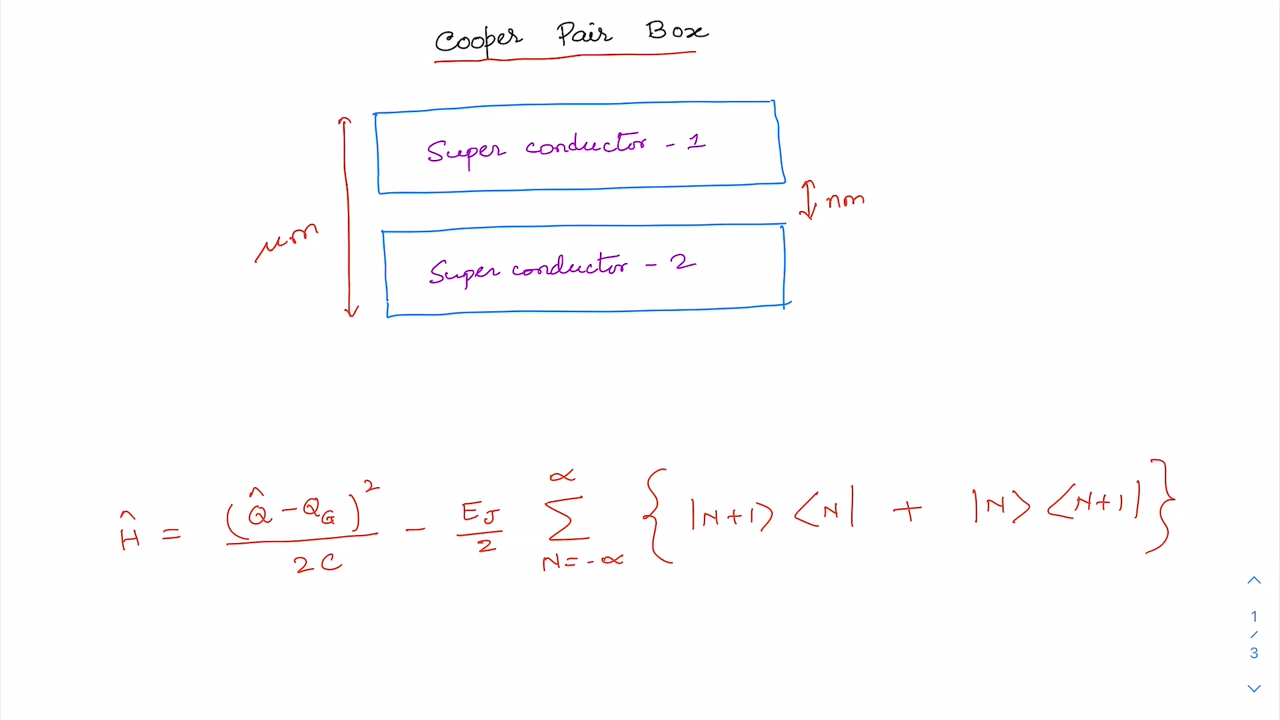 Cooper Pair Box
Super conductor - 1
nm
μm
Super conductor - 2
Ĥ = (Q̂ - Q_G)² / 2C - E_J / 2 ∑_{N=-∝}^{∝} { |N+1⟩ ⟨N| + |N⟩ ⟨N+1| }
1
/
3